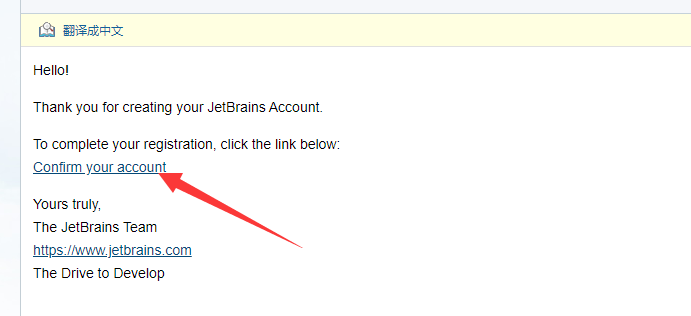 翻译成中文
Hello!
Thank you for creating your JetBrains Account.
To complete your registration, click the link below:
Confirm your account
Yours truly,
The JetBrains Team
https://www.jetbrains.com
The Drive to Develop